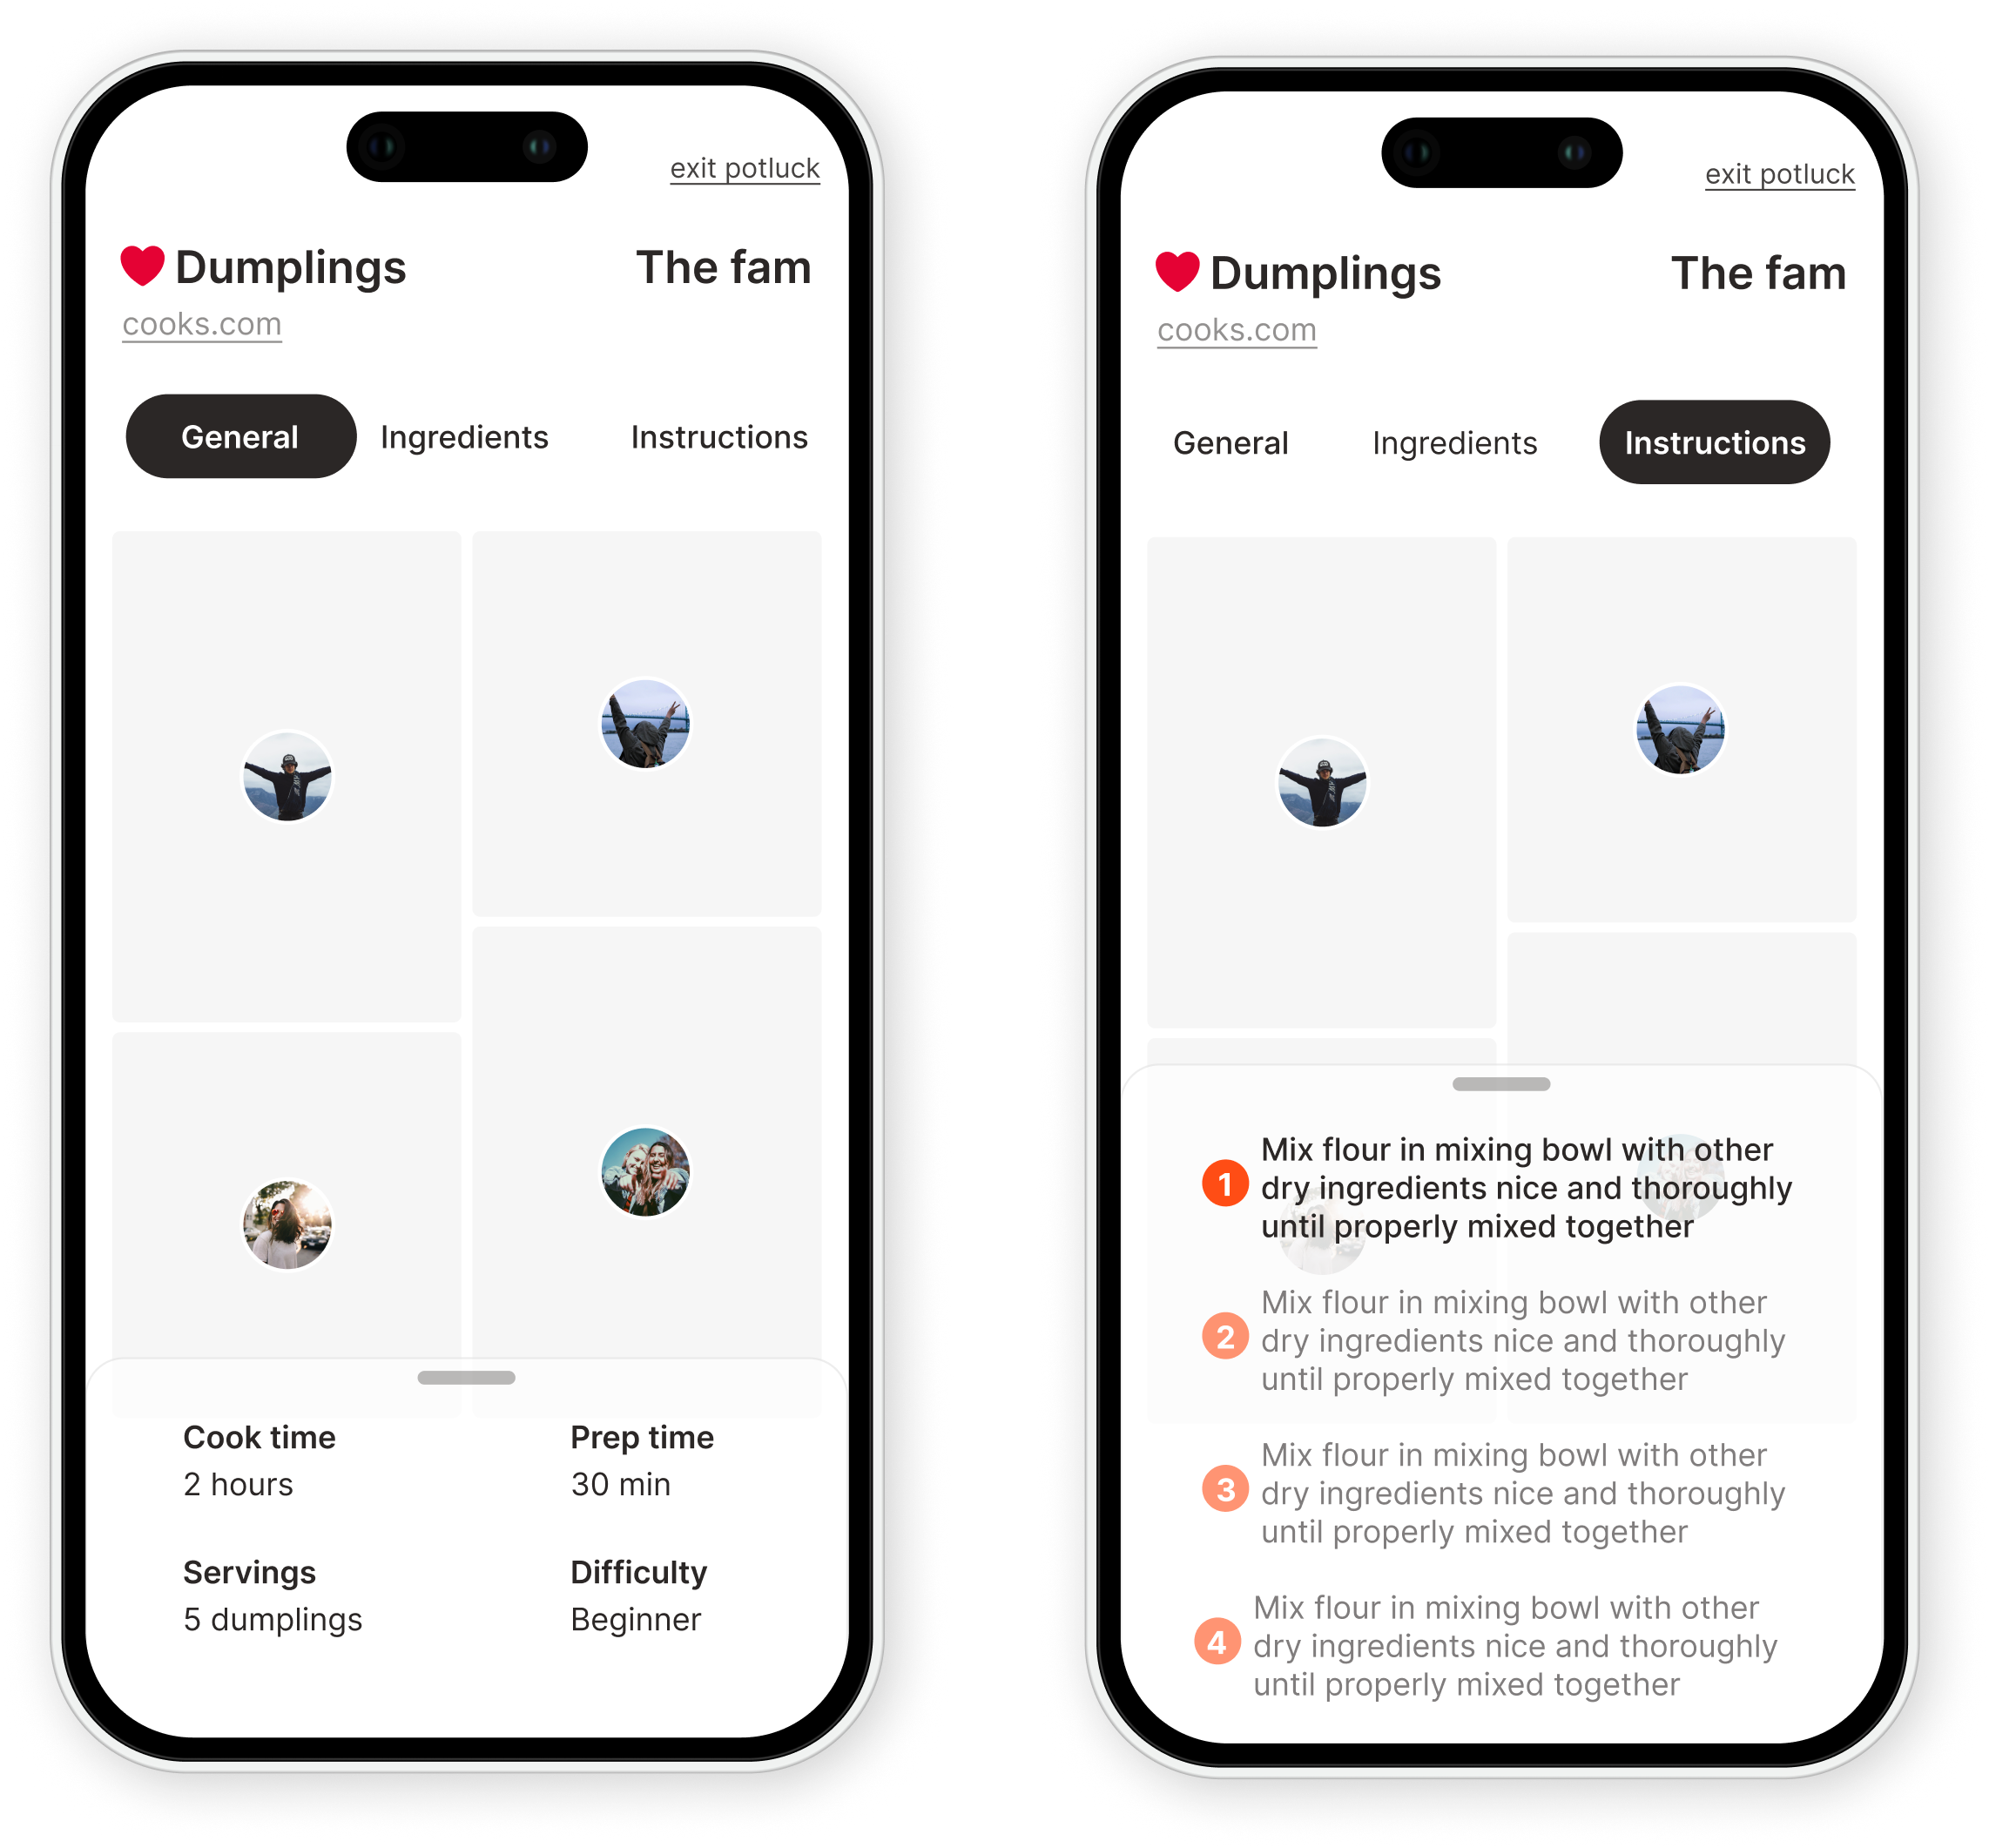 exit potluck
Dumplings
The fam
cooks.com
General
Ingredients
Instructions
Cook time
2 hours
Prep time
30 min
Servings
5 dumplings
Difficulty
Beginner
exit potluck
Dumplings
The fam
cooks.com
General
Ingredients
Instructions
1
Mix flour in mixing bowl with other
dry ingredients nice and thoroughly
until properly mixed together
2
Mix flour in mixing bowl with other
dry ingredients nice and thoroughly
until properly mixed together
3
Mix flour in mixing bowl with other
dry ingredients nice and thoroughly
until properly mixed together
4
Mix flour in mixing bowl with other
dry ingredients nice and thoroughly
until properly mixed together